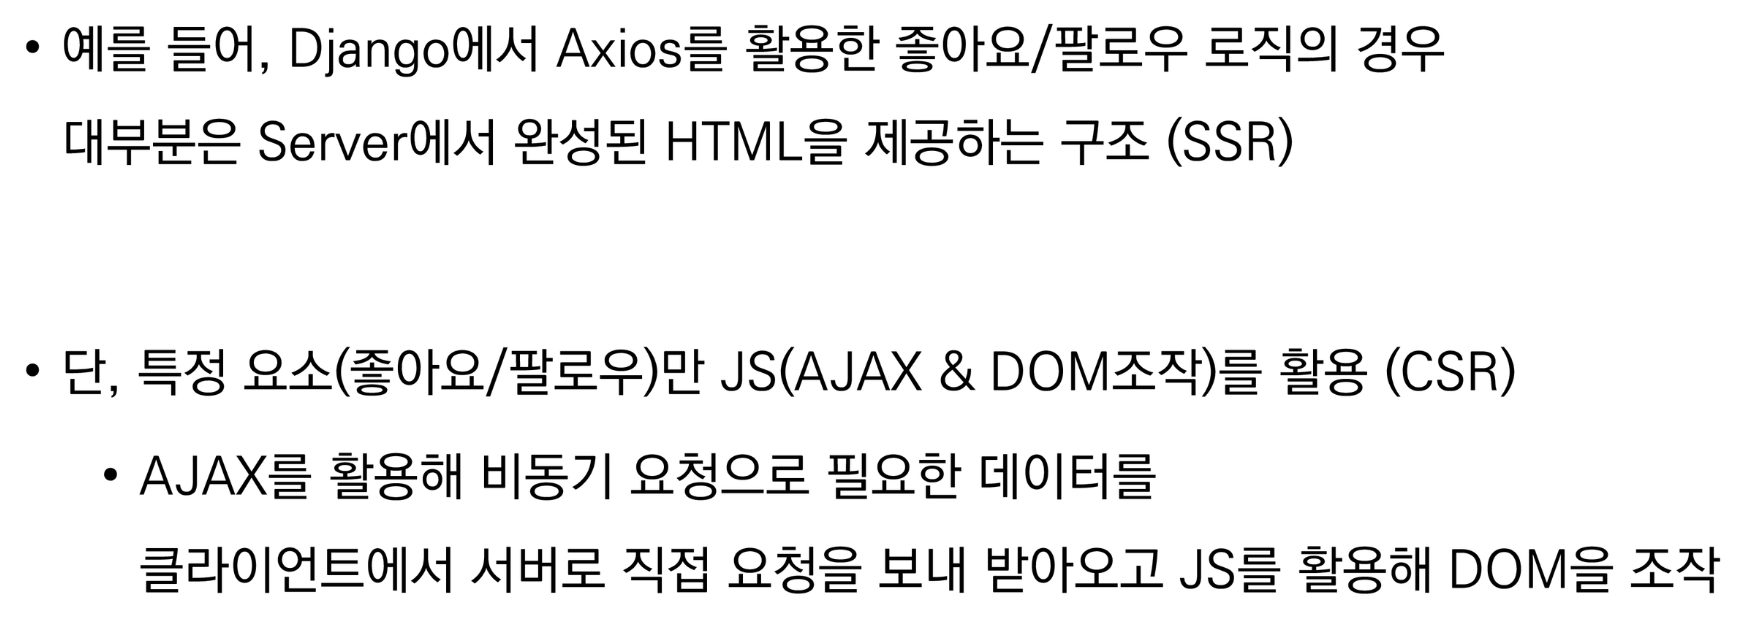 • 예를 들어, Django에서 Axios를 활용한 좋아요/팔로우 로직의 경우
대부분은 Server에서 완성된 HTML을 제공하는 구조 (SSR)
• 단, 특정 요소(좋아요/팔로우)만 JS(AJAX & DOM조작)를 활용 (CSR)
• AJAX를 활용해 비동기 요청으로 필요한 데이터를
클라이언트에서 서버로 직접 요청을 보내 받아오고 JS를 활용해 DOM을 조작